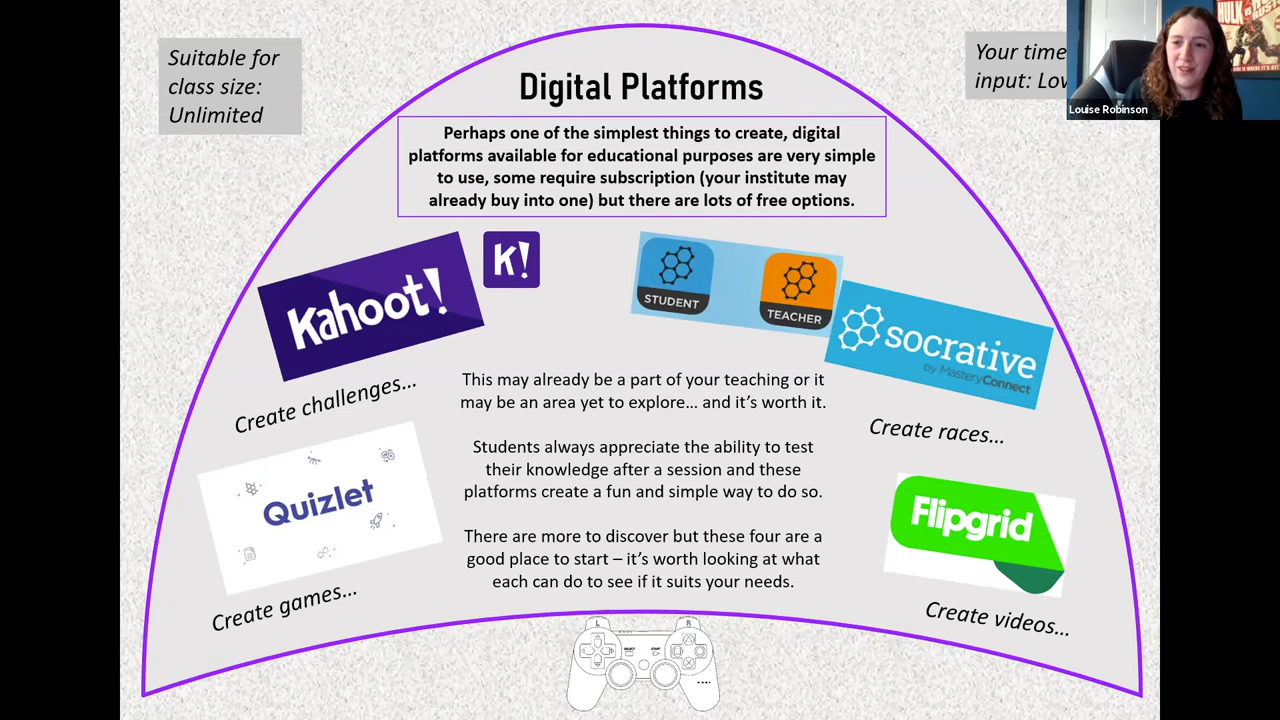 Suitable for
class size:
Unlimited
Your time
input: Low
Louise Robinson
HULK
VS
Digital Platforms
Perhaps one of the simplest things to create, digital
platforms available for educational purposes are very simple
to use, some require subscription (your institute may
already buy into one) but there are lots of free options.
Kahoot!
K!
STUDENT
TEACHER
socrative
by MasteryConnect
Create challenges...
This may already be a part of your teaching or it
may be an area yet to explore... and it's worth it.
Create races...
Students always appreciate the ability to test
their knowledge after a session and these
platforms create a fun and simple way to do so.
Quizlet
Flipgrid
There are more to discover but these four are a
good place to start – it's worth looking at what
each can do to see if it suits your needs.
Create games...
Create videos...
L
R
SELECT
START